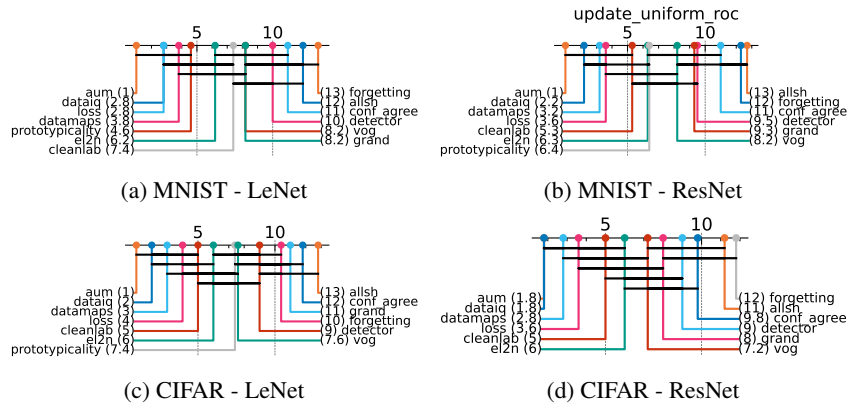 update_uniform_roc
5 10
aum (1) (13) forgetting
dataiq (2.8) (12) allsh
loss (2.8) (11) conf_agree
datamaps (3.8) (10) detector
prototypicality (4.6) (8.2) vog
el2n (6.2) (8.2) grand
cleanlab (7.4)
(a) MNIST - LeNet
5 10
aum (1) (13) allsh
dataiq (2.2) (12) forgetting
datamaps (3.2) (11) conf_agree
loss (3.6) (9.5) detector
cleanlab (5.3) (9.3) grand
el2n (6.3) (8.2) vog
prototypicality (6.4)
(b) MNIST - ResNet
5 10
aum (1) (13) allsh
dataiq (2) (12) conf_agree
datamaps (3) (11) grand
loss (4) (10) forgetting
cleanlab (5) (9) detector
el2n (6) (7.6) vog
prototypicality (7.4)
(c) CIFAR - LeNet
5 10
aum (1.8) (12) forgetting
dataiq (1.8) (11) allsh
datamaps (2.8) (9.8) conf_agree
loss (3.6) (9) detector
cleanlab (5) (8) grand
el2n (6) (7.2) vog
(d) CIFAR - ResNet